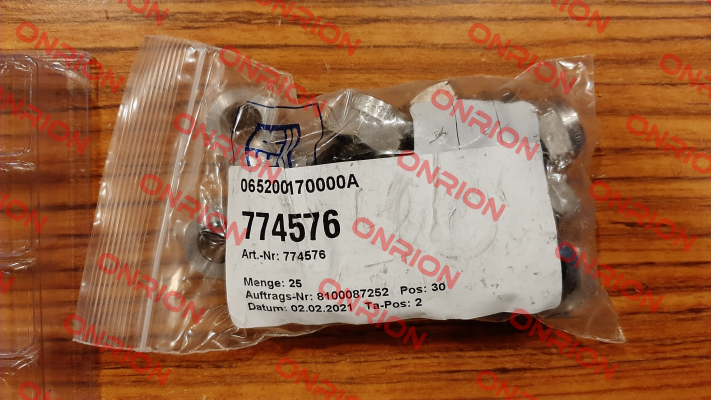 065200170000A
774576
Art.-Nr: 774576
Menge: 25
Auftrags-Nr: 8100087252 Pos: 30
Datum: 02.02.2021 Ta-Pos: 2
ONRION